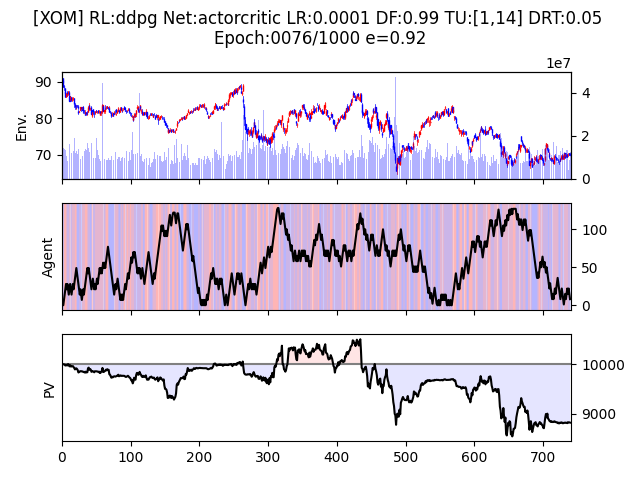 [XOM] RL:ddpg Net:actorcritic LR:0.0001 DF:0.99 TU:[1,14] DRT:0.05
Epoch:0076/1000 e=0.92
1e7
Env.
90
80
70
4
2
0
Agent
100
50
0
PV
10000
9000
0 100 200 300 400 500 600 700